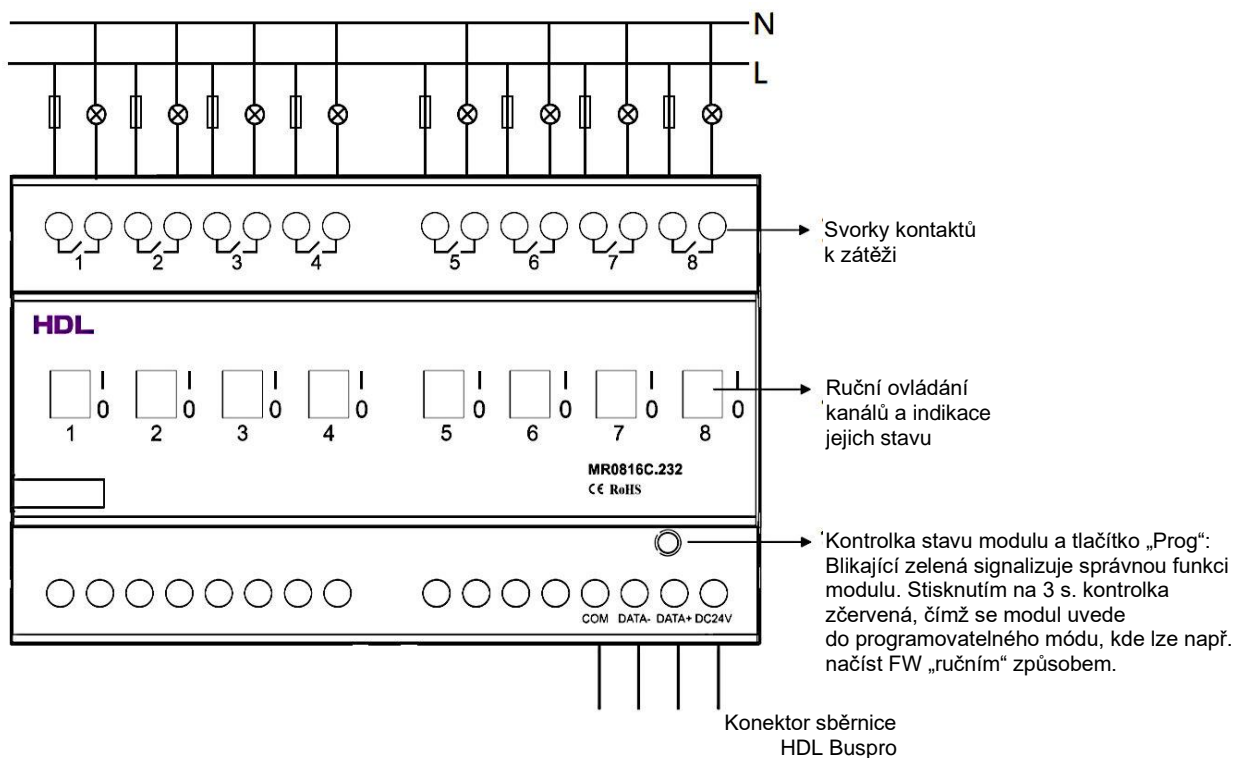 N
L
1 2 3 4 5 6 7 8
Svorky kontaktů
k zátěži
HDL
I I I I I I I I
0 0 0 0 0 0 0 0
1 2 3 4 5 6 7 8
Ruční ovládání
kanálů a indikace
jejich stavu
MR0816C.232
CE RoHS
Kontrolka stavu modulu a tlačítko „Prog“:
Blikající zelená signalizuje správnou funkci
modulu. Stisknutím na 3 s. kontrolka
zčervená, čímž se modul uvede
do programovatelného módu, kde lze např.
načíst FW „ručním“ způsobem.
COM DATA- DATA+ DC24V
Konektor sběrnice
HDL Buspro